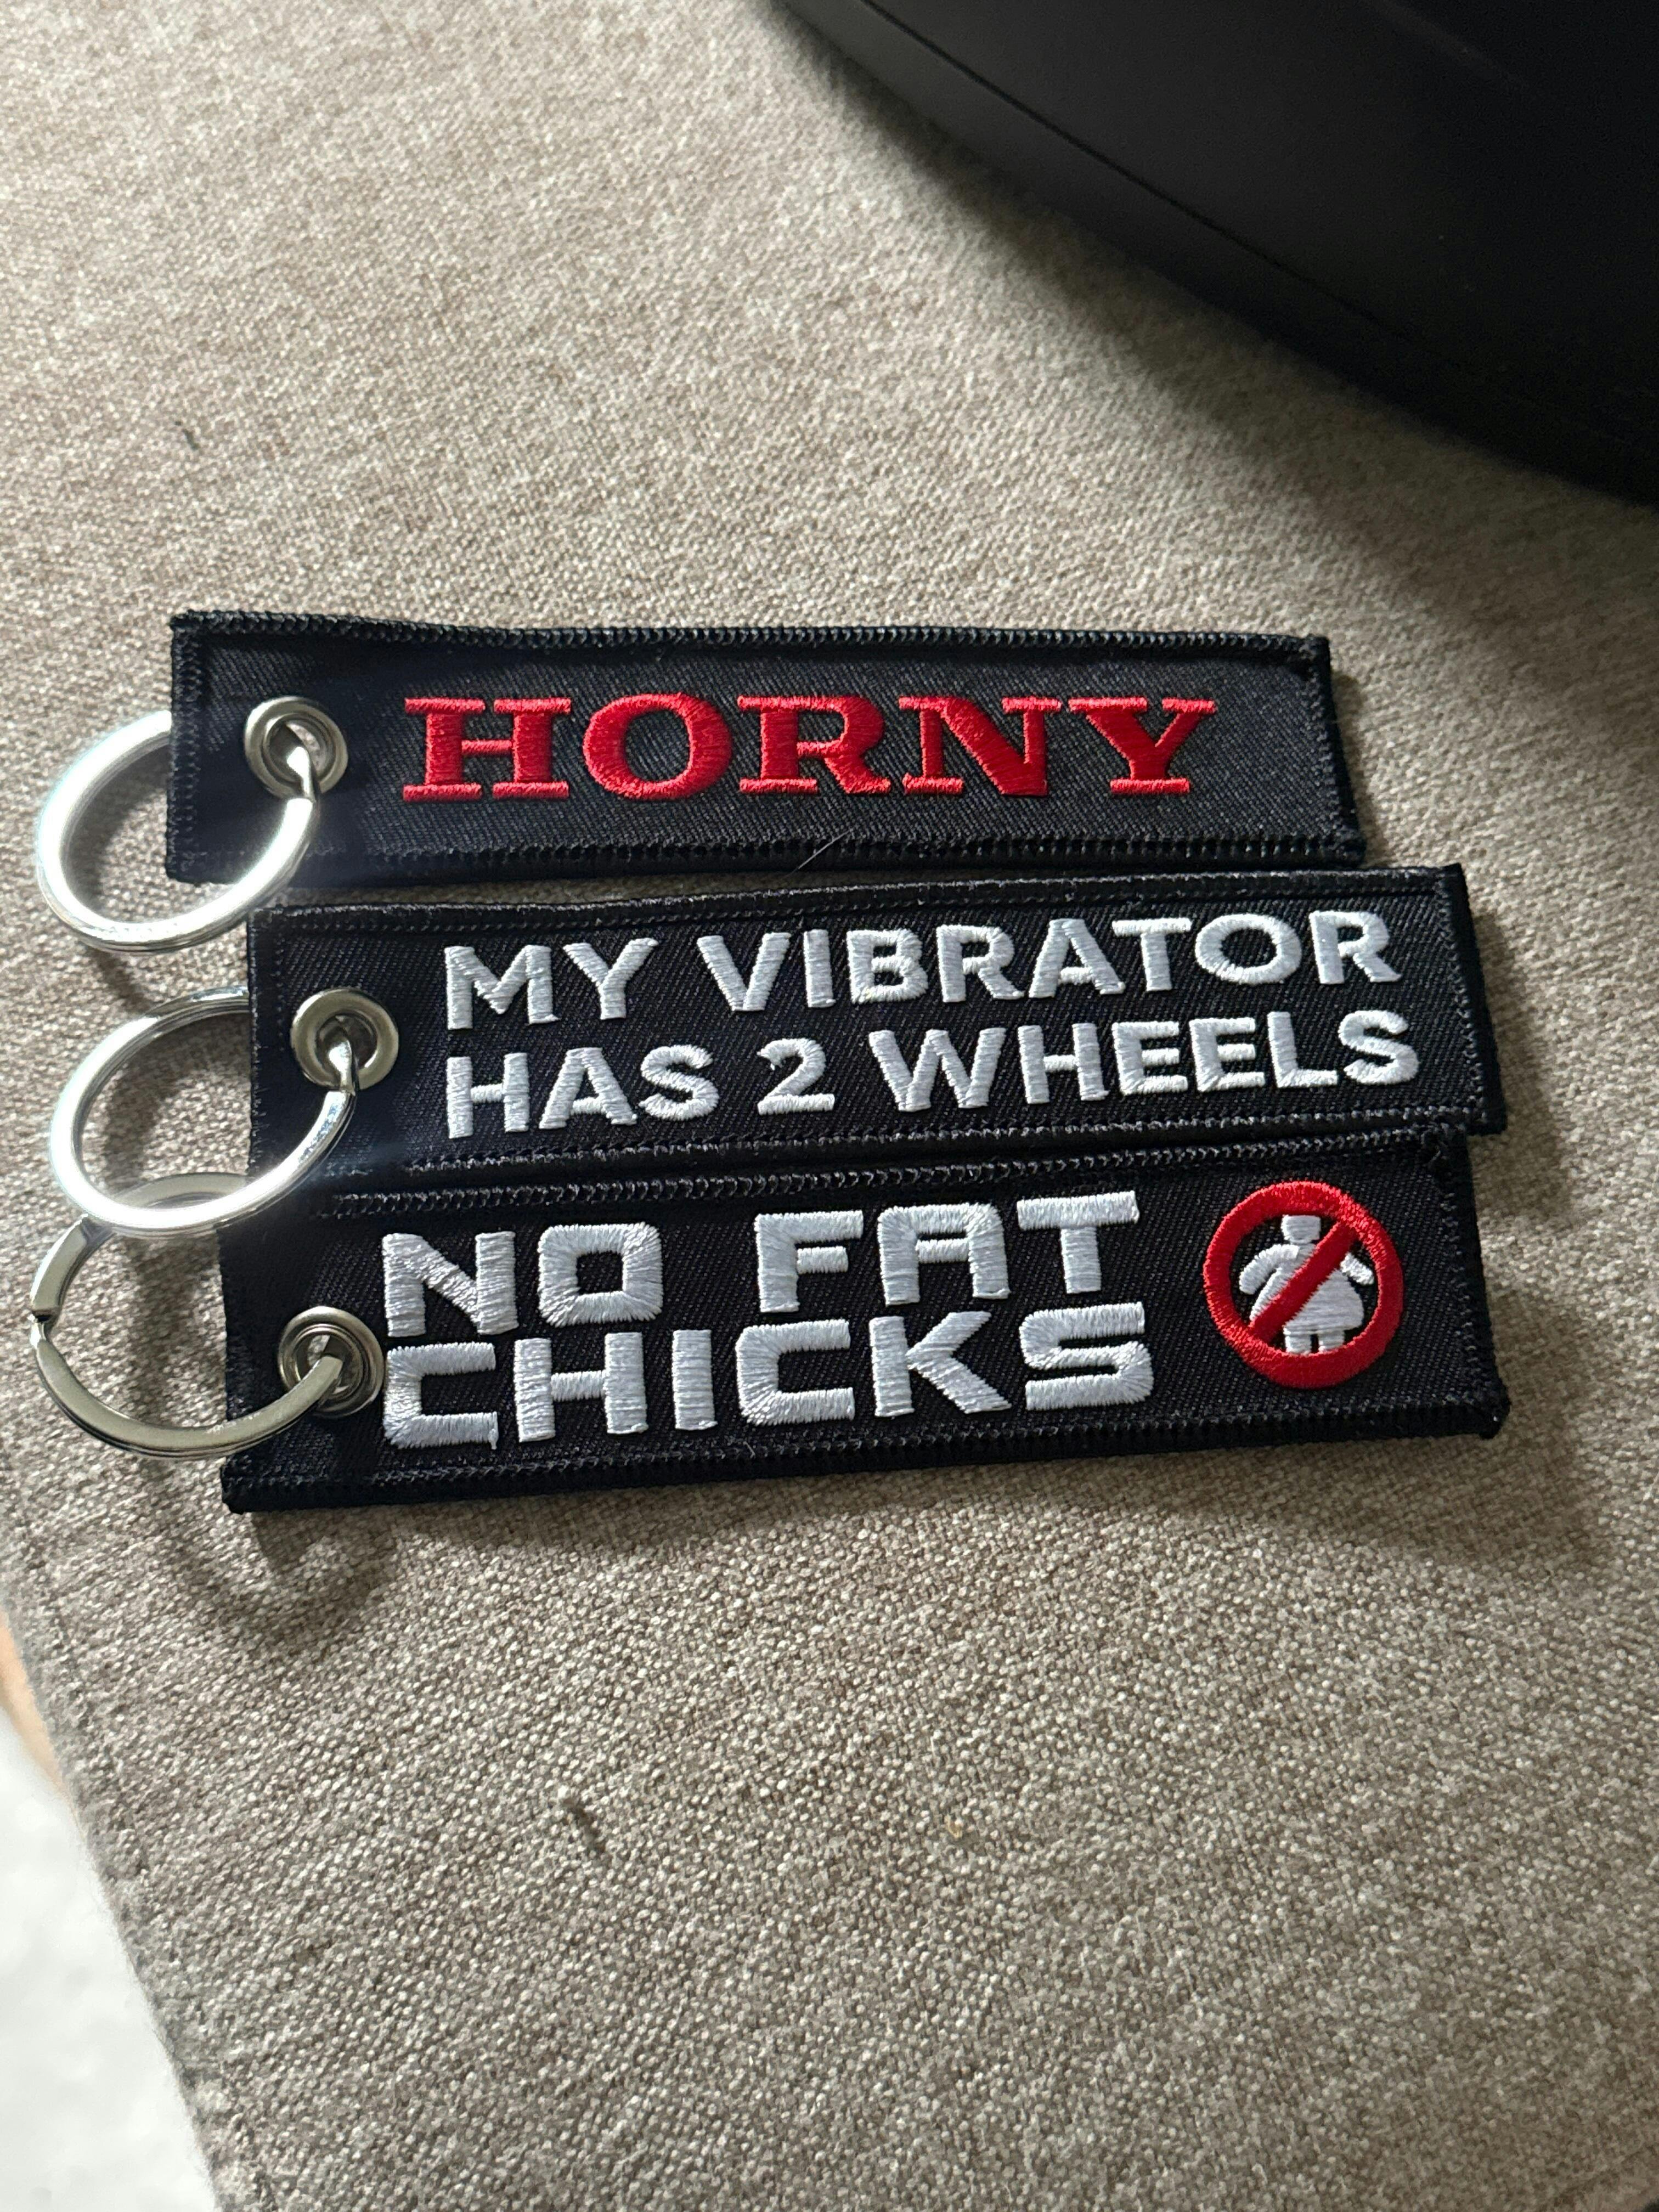 HORNY
MY VIBRATOR
HAS 2 WHEELS
NO FAT
CHICKS